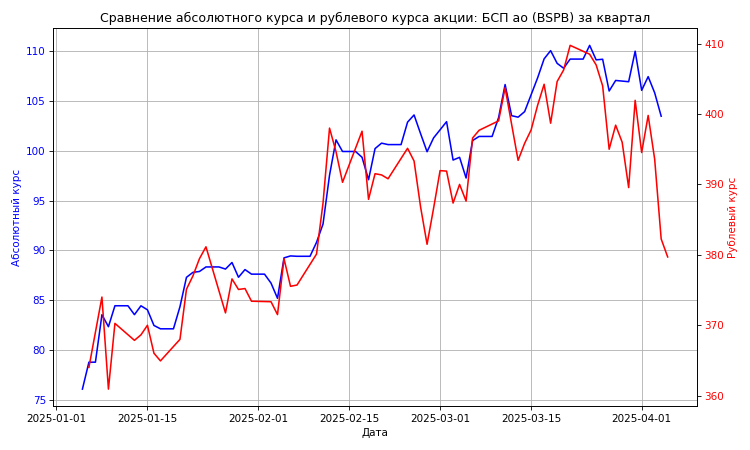 Сравнение абсолютного курса и рублевого курса акции: БСП ао (BSPB) за квартал
Абсолютный курс
110
105
100
95
90
85
80
75
410
400
390
380
370
360
Рублевый курс
2025-01-01 2025-01-15 2025-02-01 2025-02-15 2025-03-01 2025-03-15 2025-04-01
Дата